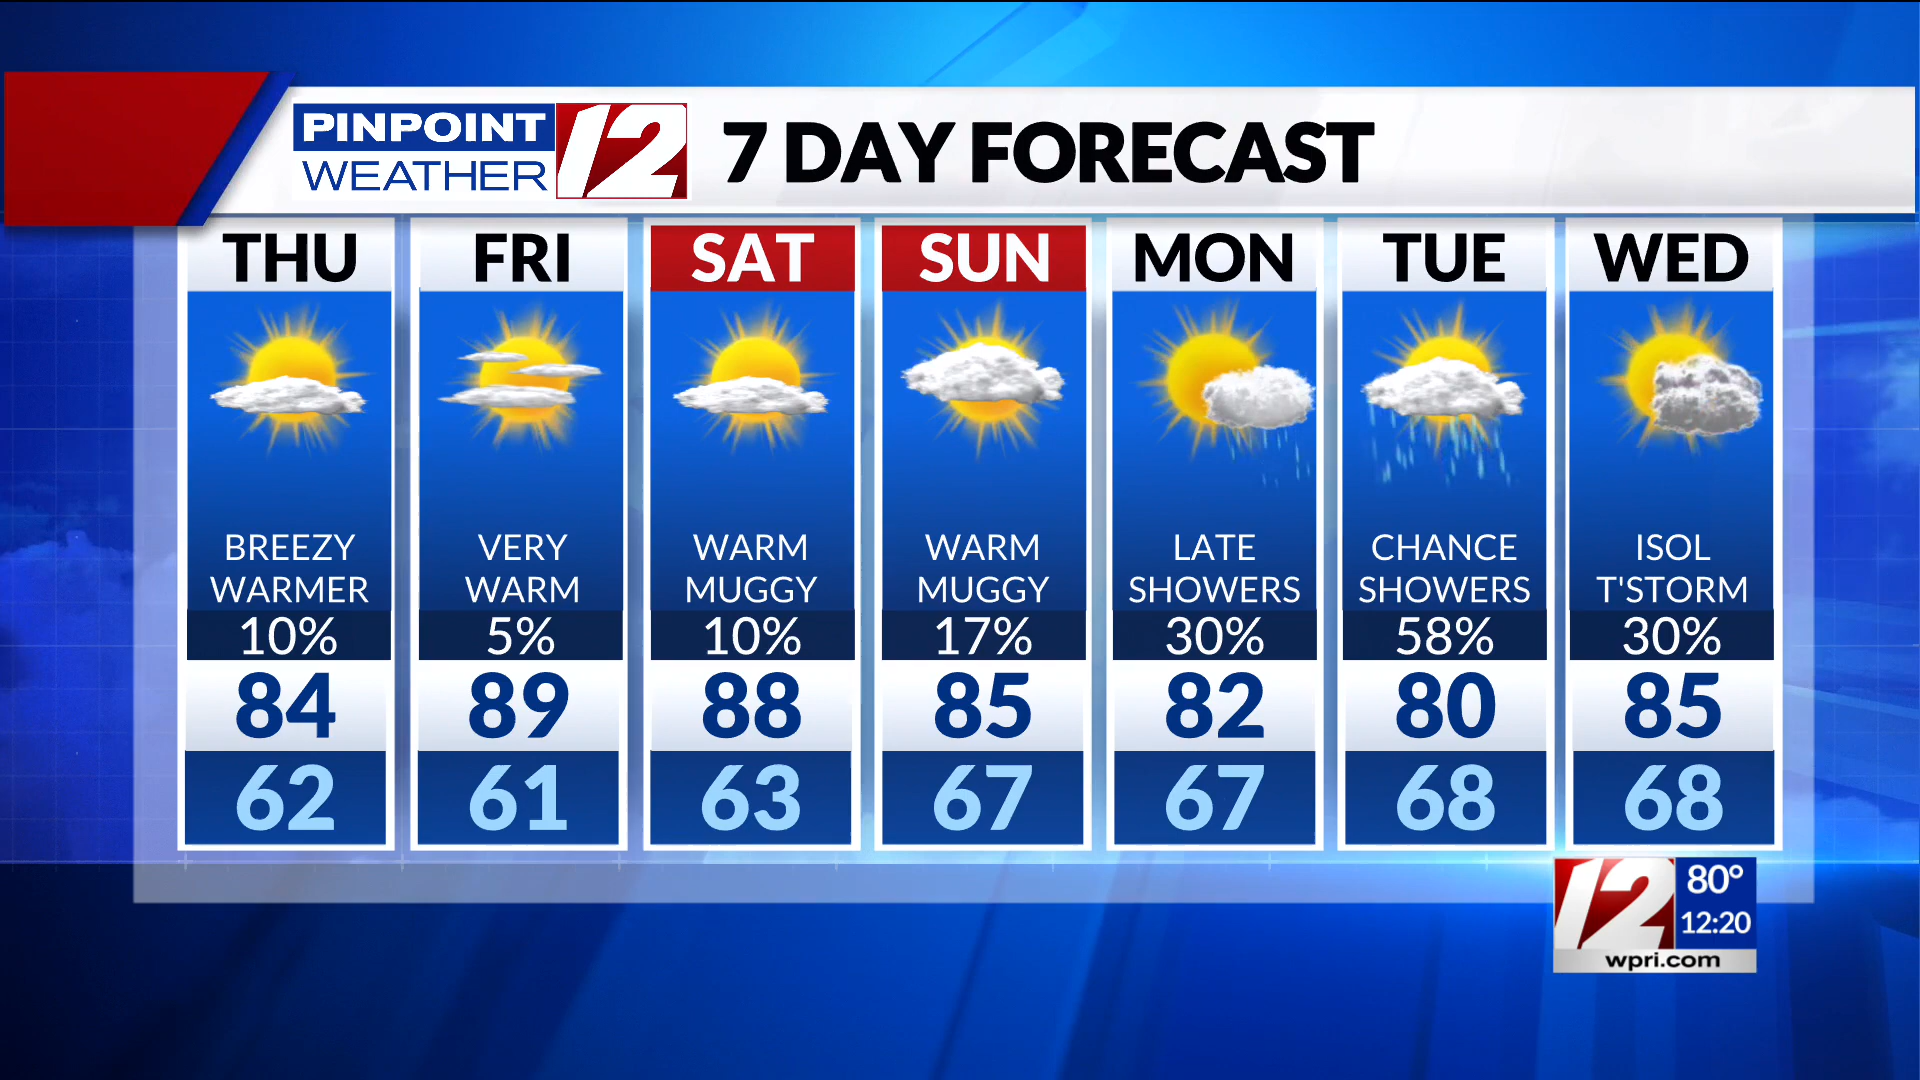 PINPOINT
WEATHER
12
7 DAY FORECAST
THU
BREEZY
WARMER
10%
84
62
FRI
VERY
WARM
5%
89
61
SAT
WARM
MUGGY
10%
88
63
SUN
WARM
MUGGY
17%
85
67
MON
LATE
SHOWERS
30%
82
67
TUE
CHANCE
SHOWERS
58%
80
68
WED
ISOL
T'STORM
30%
85
68
12
80°
12:20
wpri.com